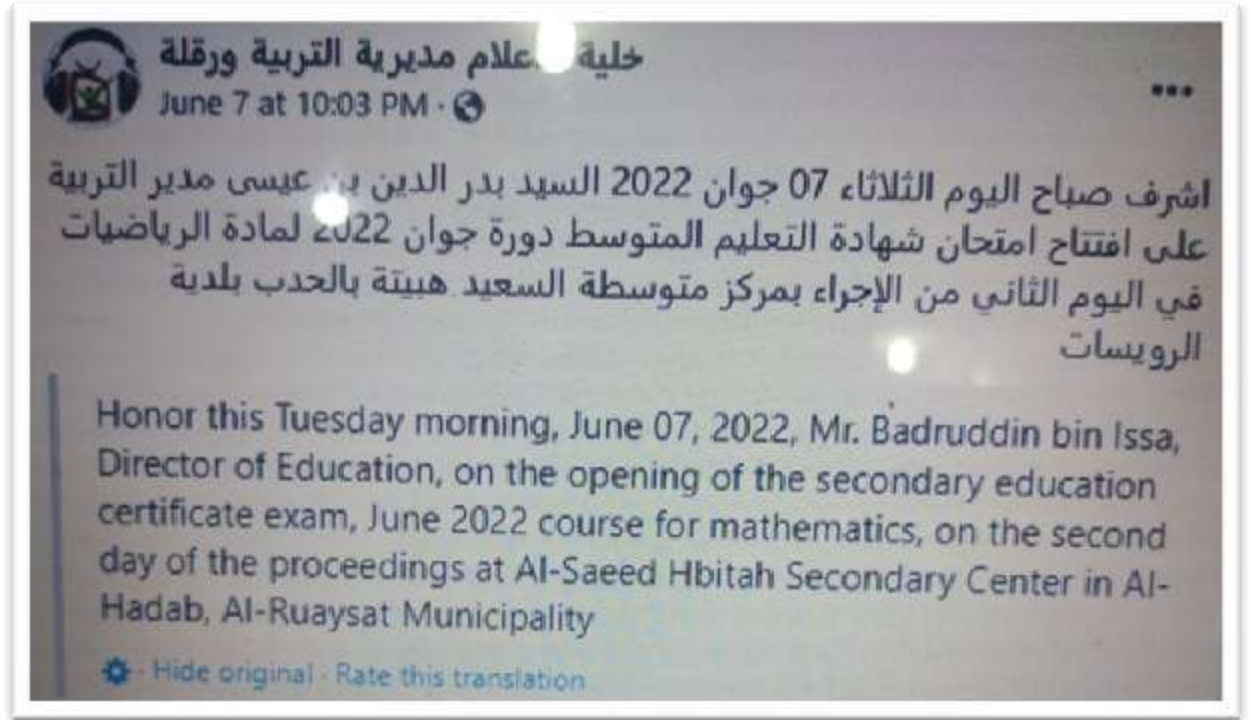 خلية علام مديرية التربية ورقلة
June 7 at 10:03 PM ·
اشرف صباح اليوم الثلاثاء 07 جوان 2022 السيد بدر الدين بن عيسى مدير التربية
على افتتاح امتحان شهادة التعليم المتوسط دورة جوان 2022 لمادة الرياضيات
في اليوم الثاني من الإجراء بمركز متوسطة السعيد هبيتة بالحدب بلدية
الرويسات
Honor this Tuesday morning, June 07, 2022, Mr. Badruddin bin Issa,
Director of Education, on the opening of the secondary education
certificate exam, June 2022 course for mathematics, on the second
day of the proceedings at Al-Saeed Hbitah Secondary Center in Al-
Hadab, Al-Ruaysat Municipality
· Hide original · Rate this translation